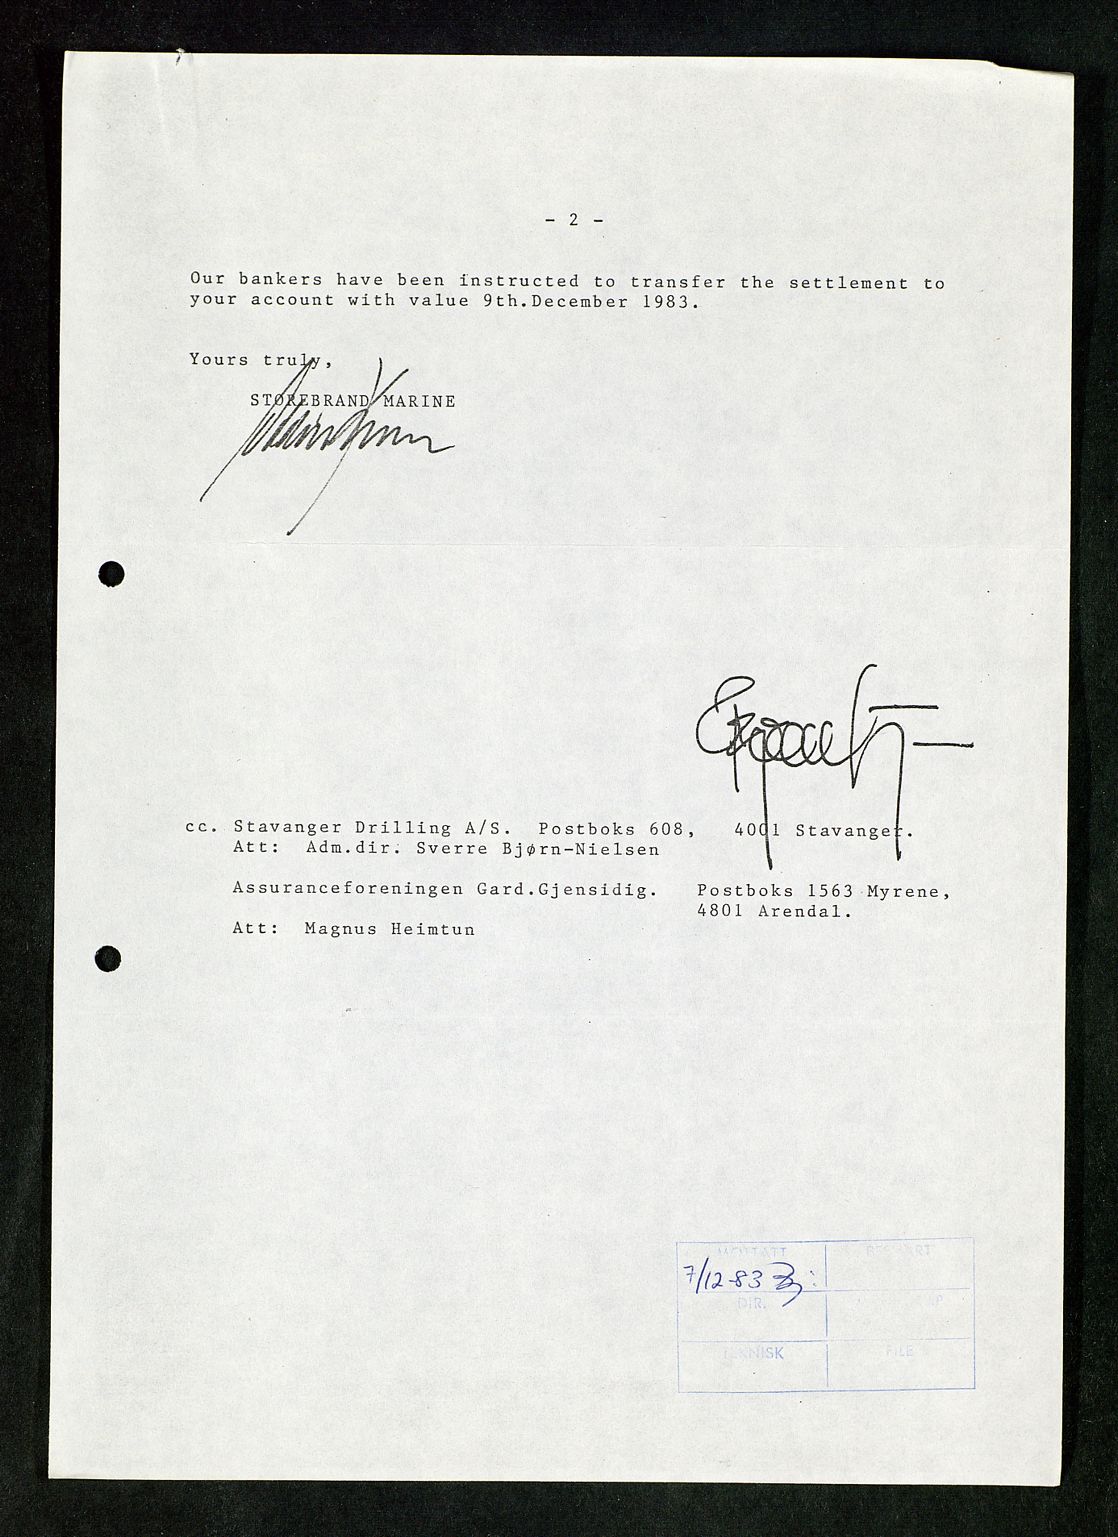 - 2 -
Our bankers have been instructed to transfer the settlement to
your account with value 9th.December 1983.
Yours truly,
STOREBRAND MARINE
cc. Stavanger Drilling A/S. Postboks 608, 4001 Stavanger.
Att: Adm.dir. Sverre Bjørn-Nielsen
Assuranceforeningen Gard.Gjensidig. Postboks 1563 Myrene,
4801 Arendal.
Att: Magnus Heimtun
MOTTATT
7/12-83
DIR.
TEKNISK FILE